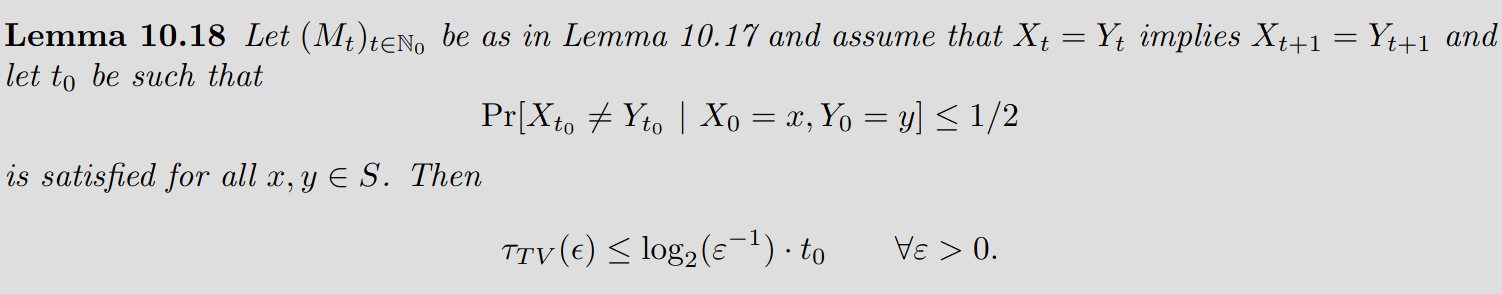 Lemma 10.18 Let (M_t)_{t∈ℕ_0} be as in Lemma 10.17 and assume that X_t = Y_t implies X_{t+1} = Y_{t+1} and
let t_0 be such that
Pr[X_{t_0} ≠ Y_{t_0} | X_0 = x, Y_0 = y] ≤ 1/2
is satisfied for all x, y ∈ S. Then
τ_{TV}(ϵ) ≤ log_2(ε^{-1}) · t_0 ∀ε > 0.